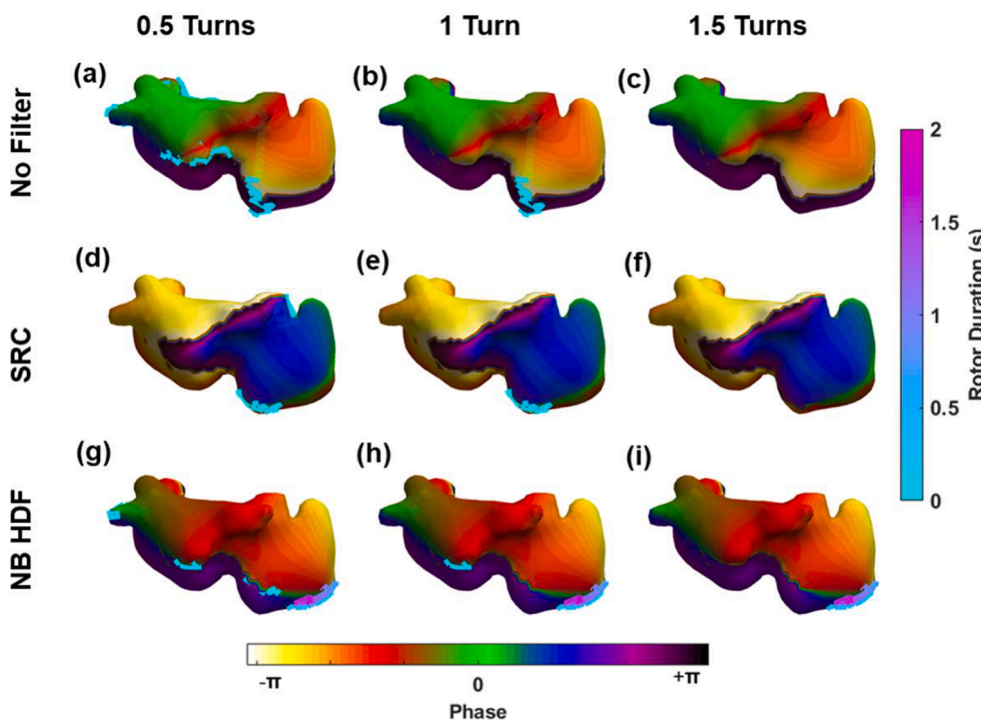 0.5 Turns
1 Turn
1.5 Turns
No Filter
(a)
(b)
(c)
SRC
(d)
(e)
(f)
NB HDF
(g)
(h)
(i)
2
1.5
1
0.5
0
Rotor Duration (s)
-π
0
+π
Phase